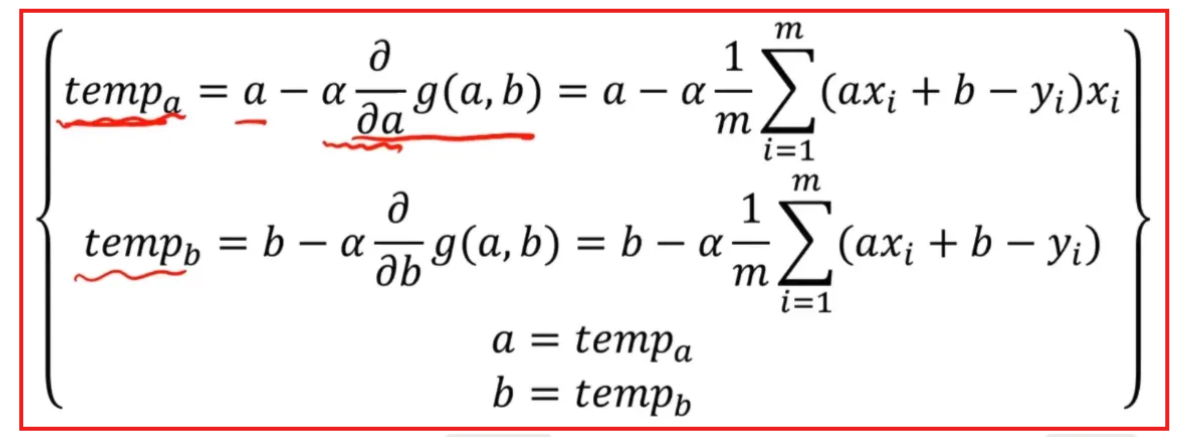 temp_a = a − α ∂/∂a g(a, b) = a − α 1/m ∑_{i=1}^{m} (ax_i + b − y_i)x_i
temp_b = b − α ∂/∂b g(a, b) = b − α 1/m ∑_{i=1}^{m} (ax_i + b − y_i)
a = temp_a
b = temp_b